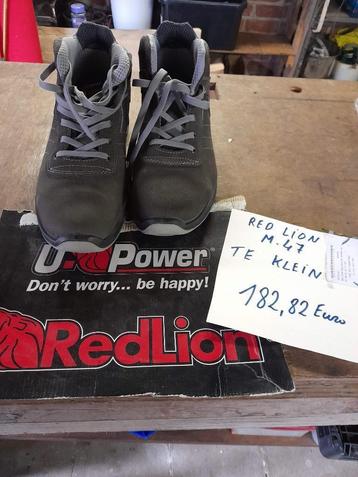 U-Power®
Don't worry... be happy!
RedLion
RED LION
M.47
TE KLEIN
182,82 Euro